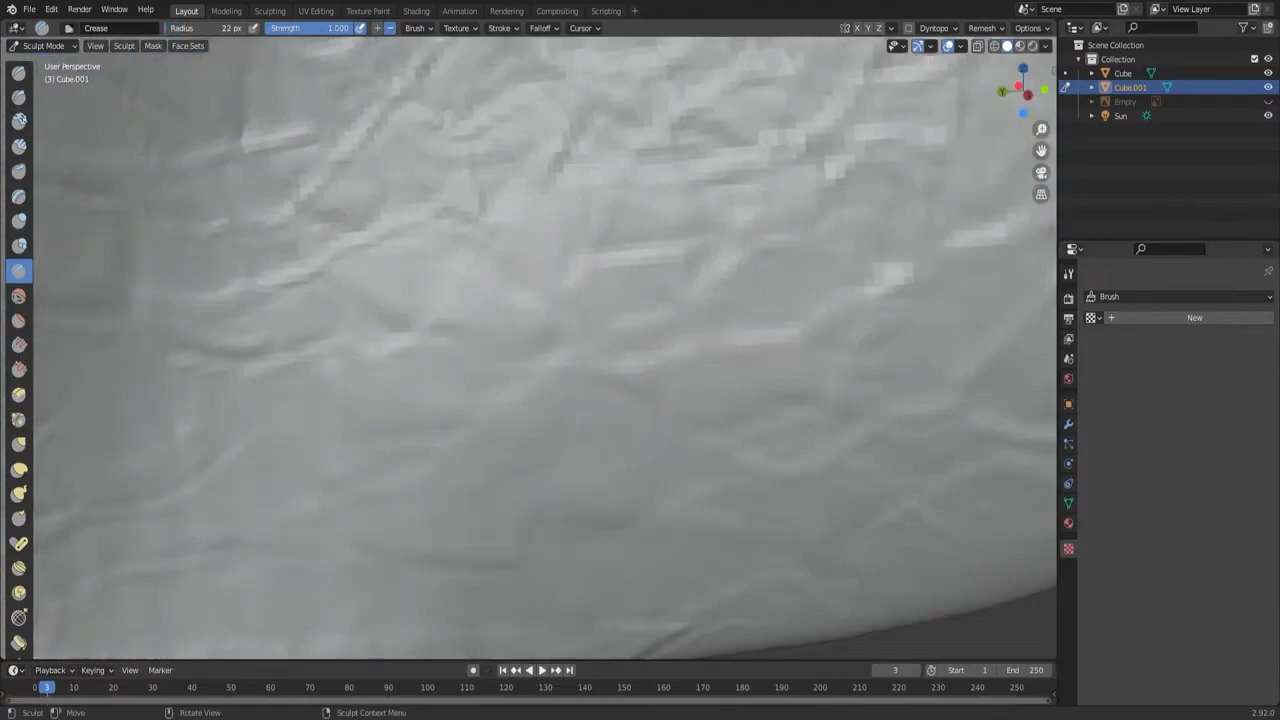 File Edit Render Window Help Layout Modeling Sculpting UV Editing Texture Paint Shading Animation Rendering Compositing Scripting + Scene View Layer
Crease Radius 22 px Strength 1.000 + − Brush Texture Stroke Falloff Cursor X Y Z Dyntopo Remesh Options
Sculpt Mode View Sculpt Mask Face Sets
Scene Collection
Collection
Cube
Cube.001
Empty
Sun
User Perspective
(3) Cube.001
Brush
+ New
Playback Keying View Marker 3 Start 1 End 250
0 3 10 20 30 40 50 60 70 80 90 100 110 120 130 140 150 160 170 180 190 200 210 220 230 240 250
Sculpt Move Rotate View Sculpt Context Menu 2.92.0